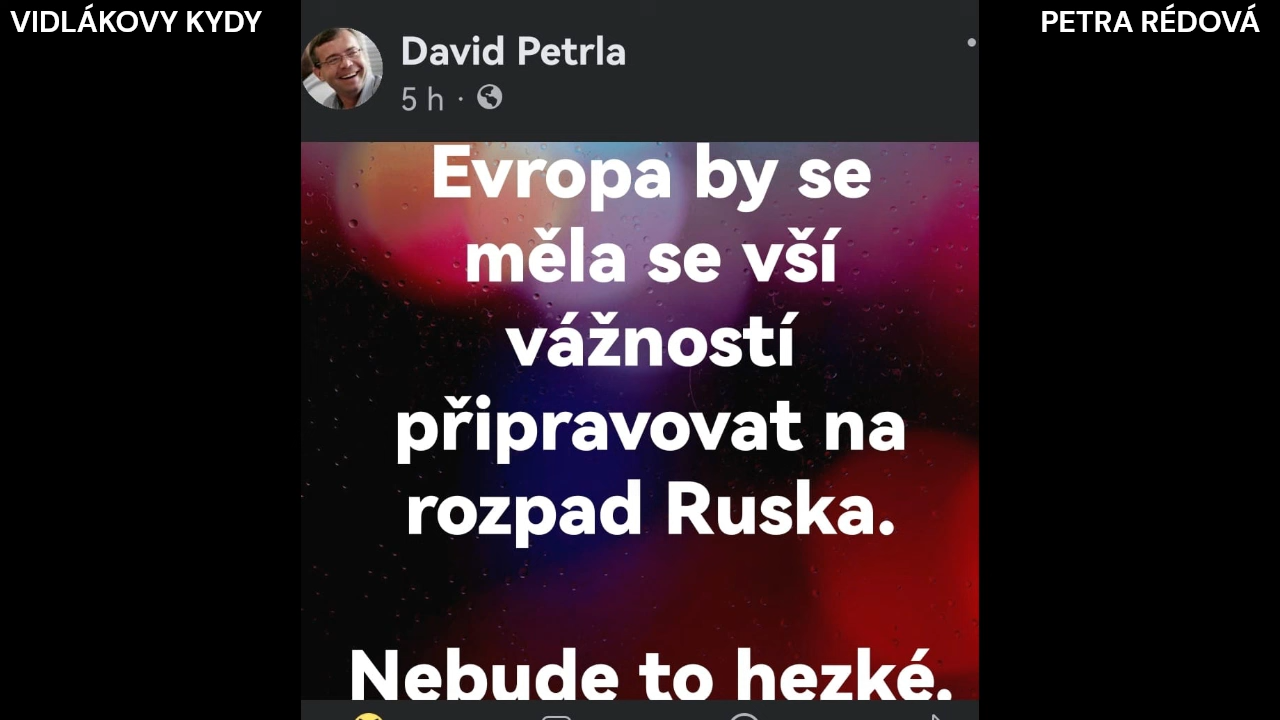 VIDLÁKOVY KYDY
PETRA RÉDOVÁ
David Petrla
5 h ·
Evropa by se
měla se vší
vážností
připravovat na
rozpad Ruska.
Nebude to hezké.